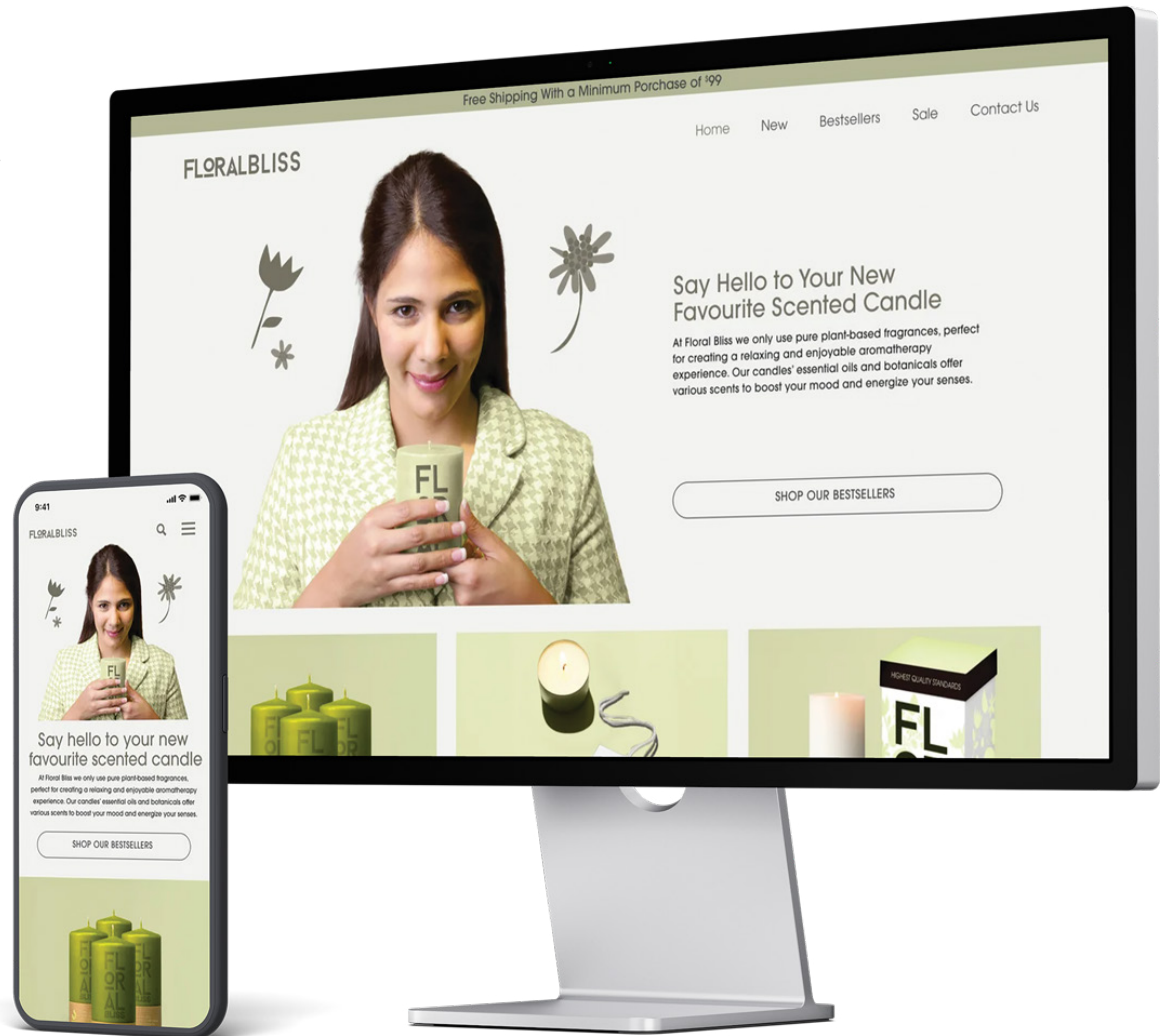 Free Shipping With a Minimum Porchase of $99
Home New Bestsellers Sale Contact Us
FLORALBLISS
Say Hello to Your New
Favourite Scented Candle
At Floral Bliss we only use pure plant-based fragrances, perfect
for creating a relaxing and enjoyable aromatherapy
experience. Our candles' essential oils and botanicals offer
various scents to boost your mood and energize your senses.
FL
SHOP OUR BESTSELLERS
FL
HIGHEST QUALITY STANDARDS
FL
9:41
FLORALBLISS
FL
Say hello to your new
favourite scented candle
At Floral Bliss we only use pure plant-based fragrances,
perfect for creating a relaxing and enjoyable aromatherapy
experience. Our candles' essential oils and botanicals offer
various scents to boost your mood and energize your senses.
SHOP OUR BESTSELLERS
FL
OR
AL
BLISS